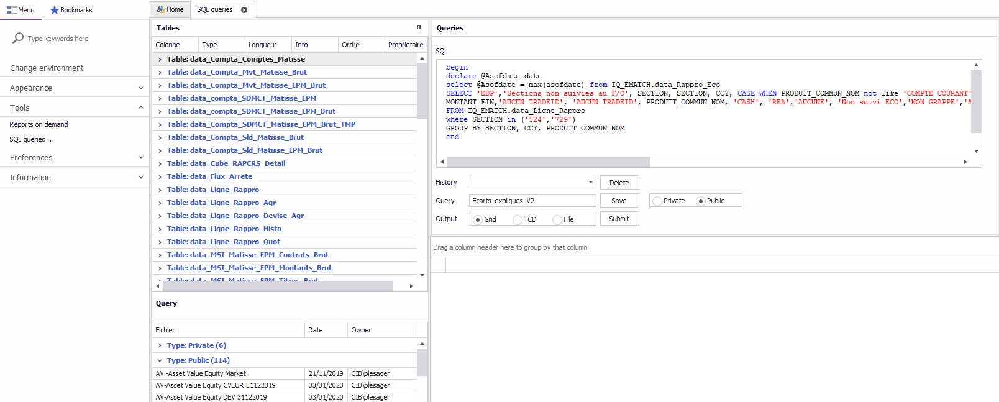 Menu Bookmarks
Type keywords here
Change environment
Appearance
Tools
Reports on demand
SQL queries ...
Preferences
Information
Home SQL queries
Tables
Colonne Type Longueur Info Ordre Proprietaire
Table: data_Compta_Comptes_Matisse
Table: data_Compta_Mvt_Matisse_Brut
Table: data_Compta_Mvt_Matisse_EPM_Brut
Table: data_compta_SDMCT_Matisse_EPM
Table: data_compta_SDMCT_Matisse_EPM_Brut
Table: data_Compta_SDMCT_Matisse_EPM_Brut_TMP
Table: data_Compta_Sld_Matisse_Brut
Table: data_Compta_Sld_Matisse_EPM_Brut
Table: data_Cube_RAPCRS_Detail
Table: data_Flux_Arrete
Table: data_Ligne_Rappro
Table: data_Ligne_Rappro_Agr
Table: data_Ligne_Rappro_Devise_Agr
Table: data_Ligne_Rappro_Histo
Table: data_Ligne_Rappro_Quot
Table: data_MSI_Matisse_EPM_Contrats_Brut
Table: data_MSI_Matisse_EPM_Montants_Brut
Table: data_MSI_Matisse_EPM_Titres_Brut
Query
Fichier Date Owner
Type: Private (6)
Type: Public (114)
AV -Asset Value Equity Market 21/11/2019 CIB\blesager
AV-Asset Value Equity CVEUR 31122019 03/01/2020 CIB\blesager
AV-Asset Value Equity DEV 31122019 03/01/2020 CIB\blesager
Queries
SQL
begin
declare @Asofdate date
select @Asofdate = max(asofdate) from IQ_EMATCH.data_Rappro_Eco
SELECT 'EDP','Sections non suivies au F/O', SECTION, SECTION, CCY, CASE WHEN PRODUIT_COMMUN_NOM not like 'COMPTE COURANT'
MONTANT_FIN,'AUCUN TRADEID', 'AUCUN TRADEID', PRODUIT_COMMUN_NOM, 'CASH', 'REA','AUCUNE', 'Non suivi ECO','NON GRAPPE','A
FROM IQ_EMATCH.data_Ligne_Rappro
where SECTION in ('524','729')
GROUP BY SECTION, CCY, PRODUIT_COMMUN_NOM
end
History Delete
Query Ecarts_expliques_V2 Save Private Public
Output Grid TCD File Submit
Drag a column header here to group by that column